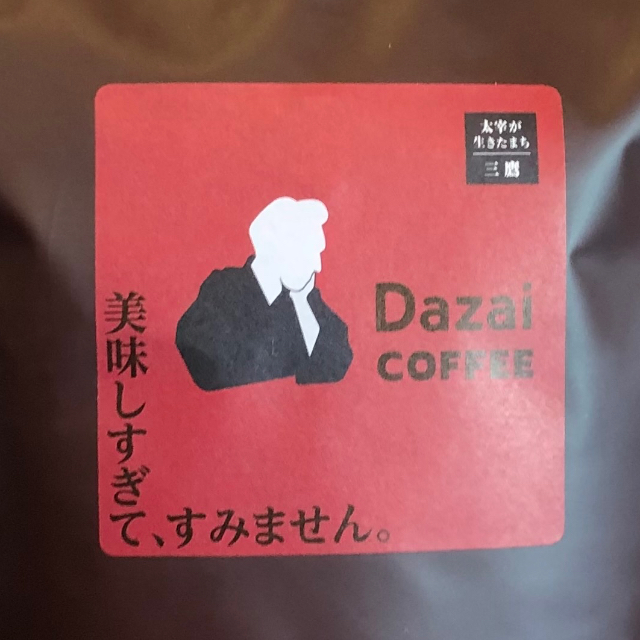 太宰が
生きたまち
三鷹
Dazai
COFFEE
美味しすぎて、すみません。